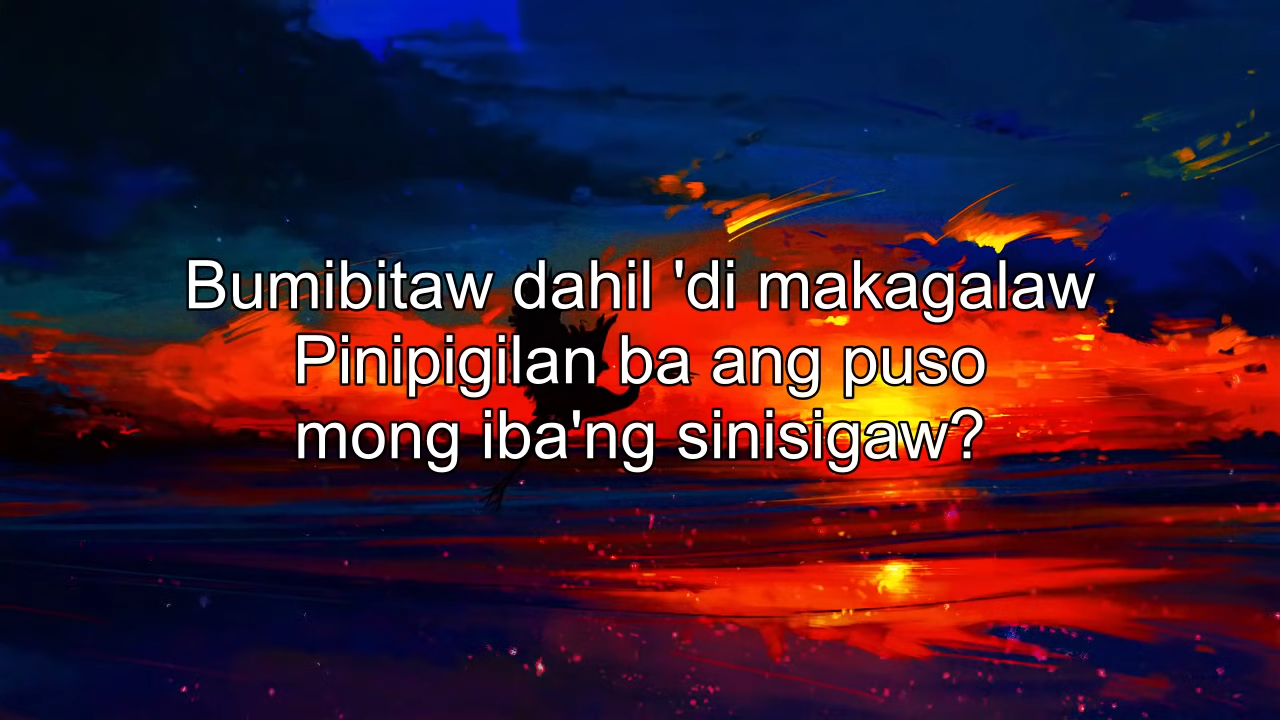 Bumibitaw dahil 'di makagalaw
Pinipigilan ba ang puso
mong iba'ng sinisigaw?